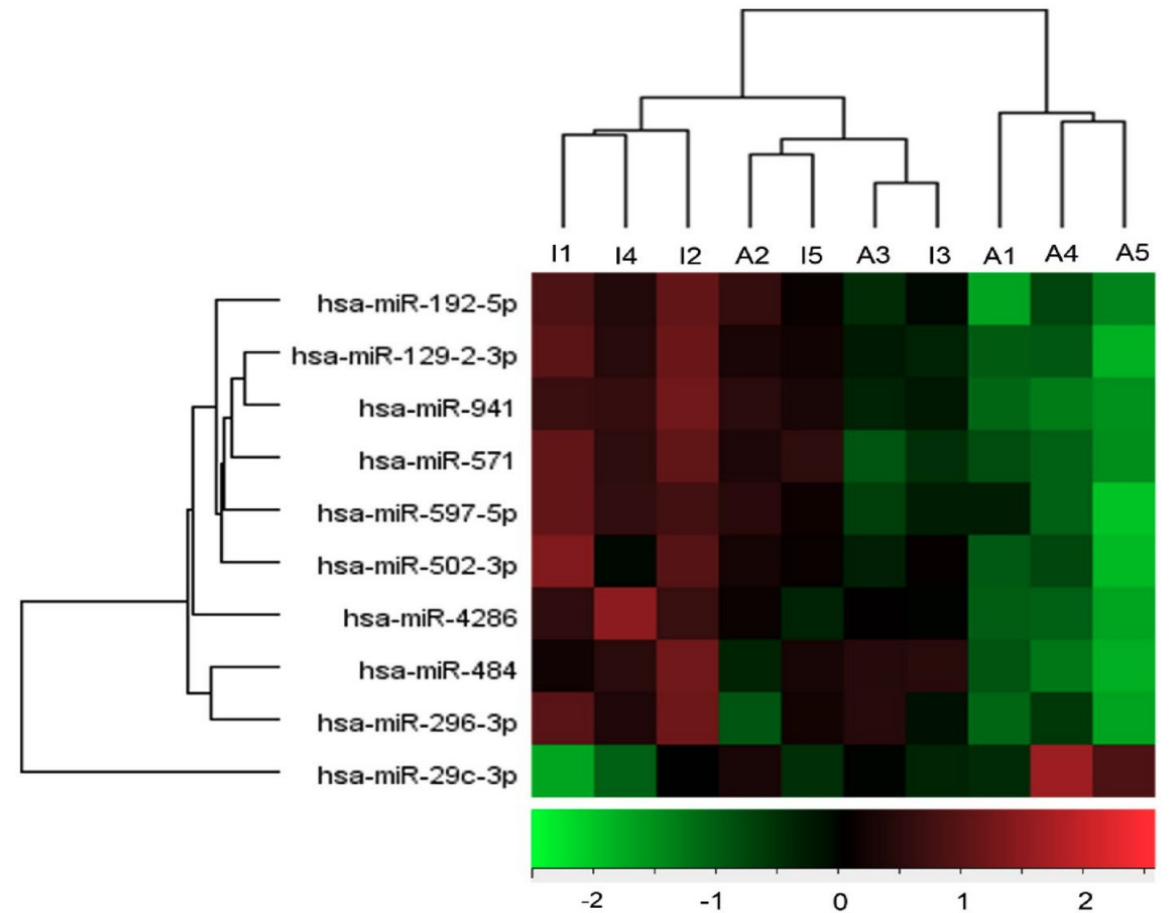 I1 I4 I2 A2 I5 A3 I3 A1 A4 A5
hsa-miR-192-5p
hsa-miR-129-2-3p
hsa-miR-941
hsa-miR-571
hsa-miR-597-5p
hsa-miR-502-3p
hsa-miR-4286
hsa-miR-484
hsa-miR-296-3p
hsa-miR-29c-3p
-2 -1 0 1 2